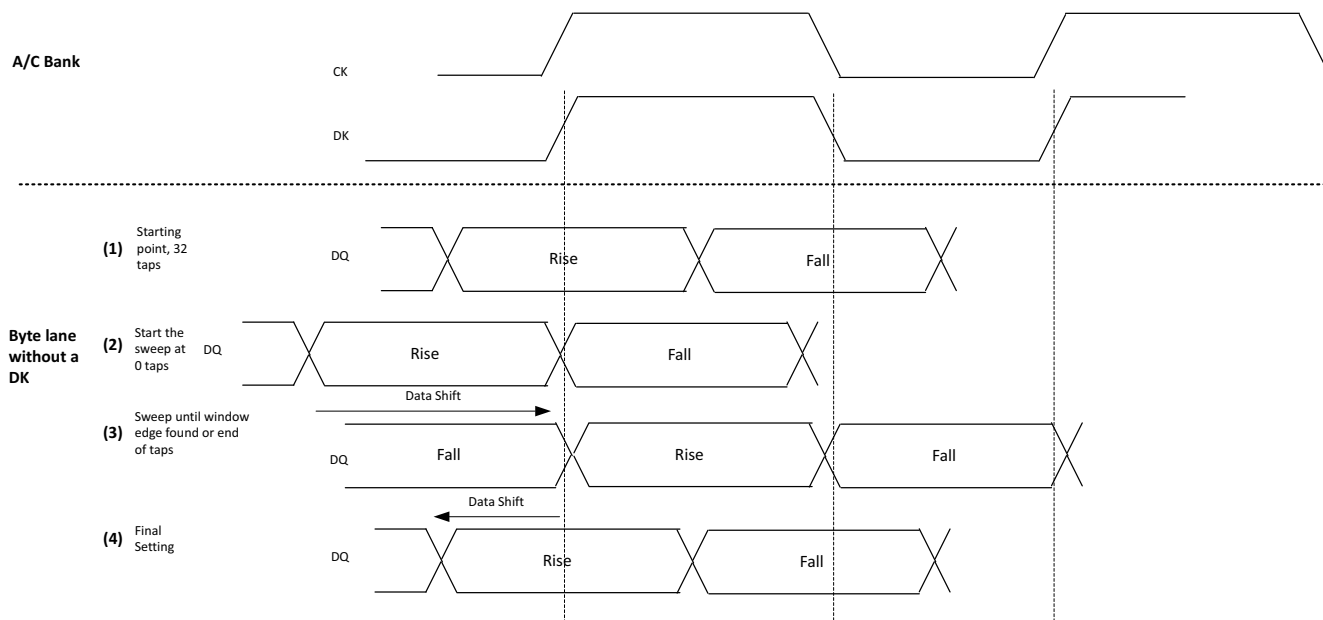 A/C Bank
CK
DK
(1)
Starting
point, 32
taps
DQ
Rise
Fall
Byte lane
without a
DK
(2)
Start the
sweep at
0 taps
DQ
Rise
Fall
Data Shift
(3)
Sweep until window
edge found or end
of taps
DQ
Fall
Rise
Fall
Data Shift
(4)
Final
Setting
DQ
Rise
Fall